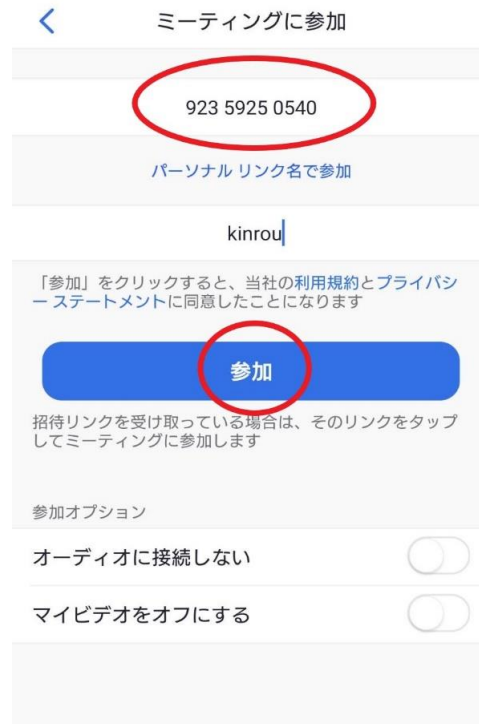 ミーティングに参加
923 5925 0540
パーソナル リンク名で参加
kinrou
「参加」をクリックすると、当社の利用規約とプライバシ
ー ステートメントに同意したことになります
参加
招待リンクを受け取っている場合は、そのリンクをタップ
してミーティングに参加します
参加オプション
オーディオに接続しない
マイビデオをオフにする